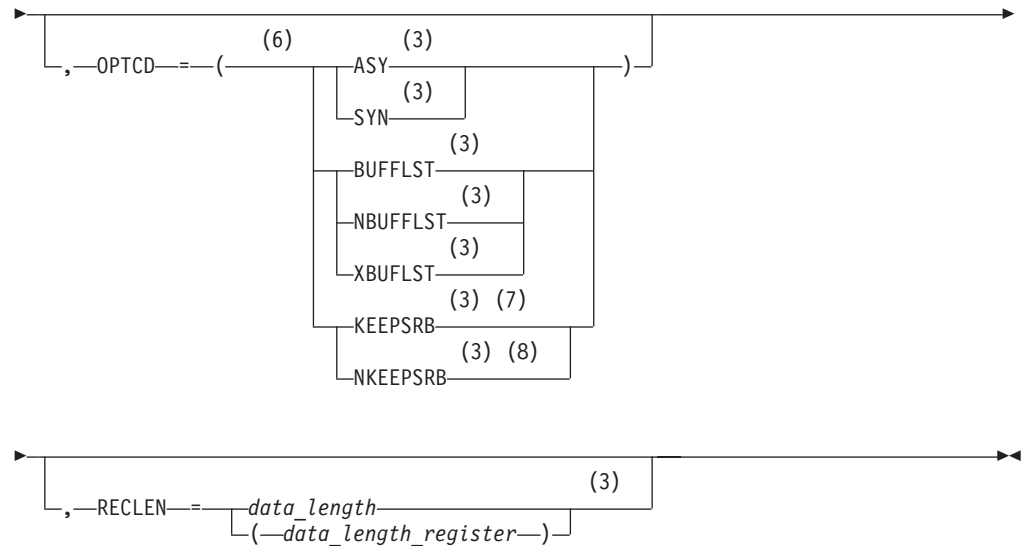 (6) (3)
, OPTCD = ( ASY )
(3)
SYN
(3)
BUFFLST
(3)
NBUFFLST
(3)
XBUFLST
(3) (7)
KEEPSRB
(3) (8)
NKEEPSRB
(3)
, RECLEN = data_length
( data_length_register )